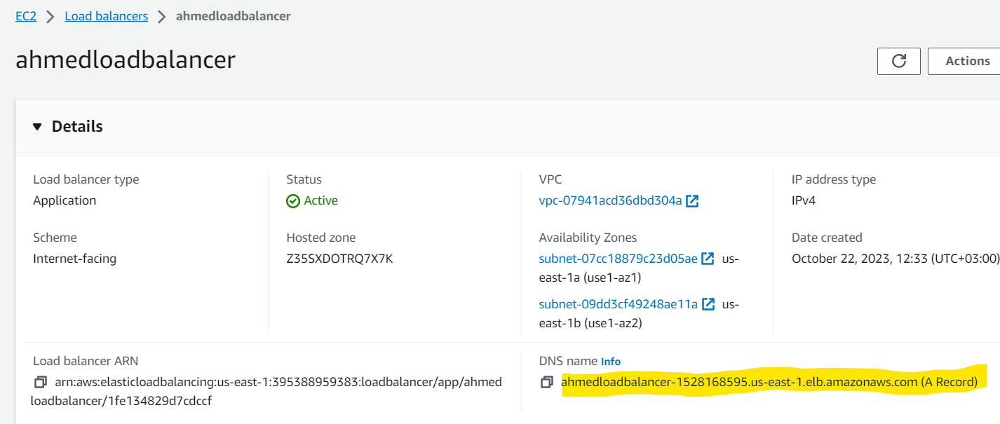 EC2 > Load balancers > ahmedloadbalancer
ahmedloadbalancer
Actions
Details
Load balancer type
Application
Status
Active
VPC
vpc-07941acd36dbd304a
IP address type
IPv4
Scheme
Internet-facing
Hosted zone
Z35SXDOTRQ7X7K
Availability Zones
subnet-07cc18879c23d05ae us-
east-1a (use1-az1)
subnet-09dd3cf49248ae11a us-
east-1b (use1-az2)
Date created
October 22, 2023, 12:33 (UTC+03:00)
Load balancer ARN
arn:aws:elasticloadbalancing:us-east-1:395388959383:loadbalancer/app/ahmed
loadbalancer/1fe134829d7cdccf
DNS name Info
ahmedloadbalancer-1528168595.us-east-1.elb.amazonaws.com (A Record)